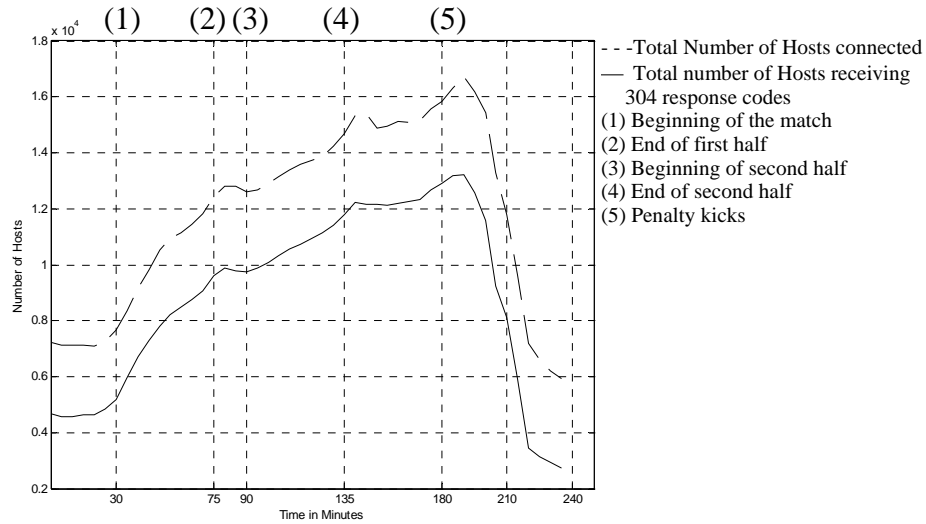 (1) (2) (3) (4) (5)
x 10⁴
1.8
1.6
1.4
1.2
1
0.8
0.6
0.4
0.2
Number of Hosts
30 75 90 135 180 210 240
Time in Minutes
- - -Total Number of Hosts connected
— Total number of Hosts receiving
304 response codes
(1) Beginning of the match
(2) End of first half
(3) Beginning of second half
(4) End of second half
(5) Penalty kicks